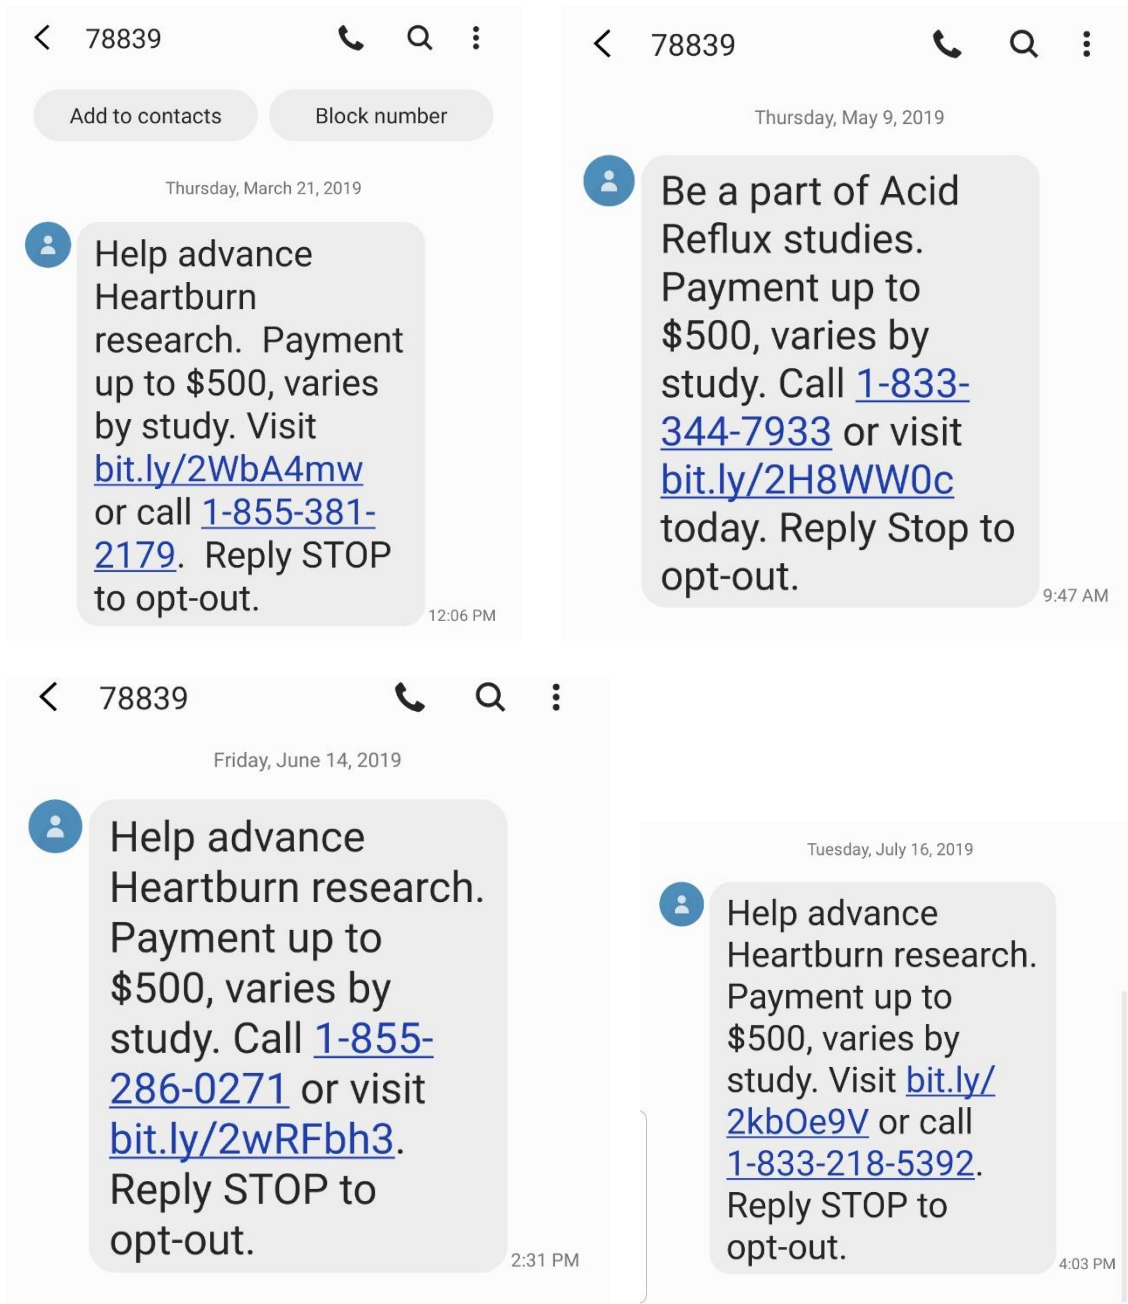 78839
Add to contacts
Block number
Thursday, March 21, 2019
Help advance
Heartburn
research.  Payment
up to $500, varies
by study. Visit
bit.ly/2WbA4mw
or call 1-855-381-
2179.  Reply STOP
to opt-out.
12:06 PM
78839
Thursday, May 9, 2019
Be a part of Acid
Reflux studies.
Payment up to
$500, varies by
study. Call 1-833-
344-7933 or visit
bit.ly/2H8WW0c
today. Reply Stop to
opt-out.
9:47 AM
78839
Friday, June 14, 2019
Help advance
Heartburn research.
Payment up to
$500, varies by
study. Call 1-855-
286-0271 or visit
bit.ly/2wRFbh3.
Reply STOP to
opt-out.
2:31 PM
Tuesday, July 16, 2019
Help advance
Heartburn research.
Payment up to
$500, varies by
study. Visit bit.ly/
2kbOe9V or call
1-833-218-5392.
Reply STOP to
opt-out.
4:03 PM